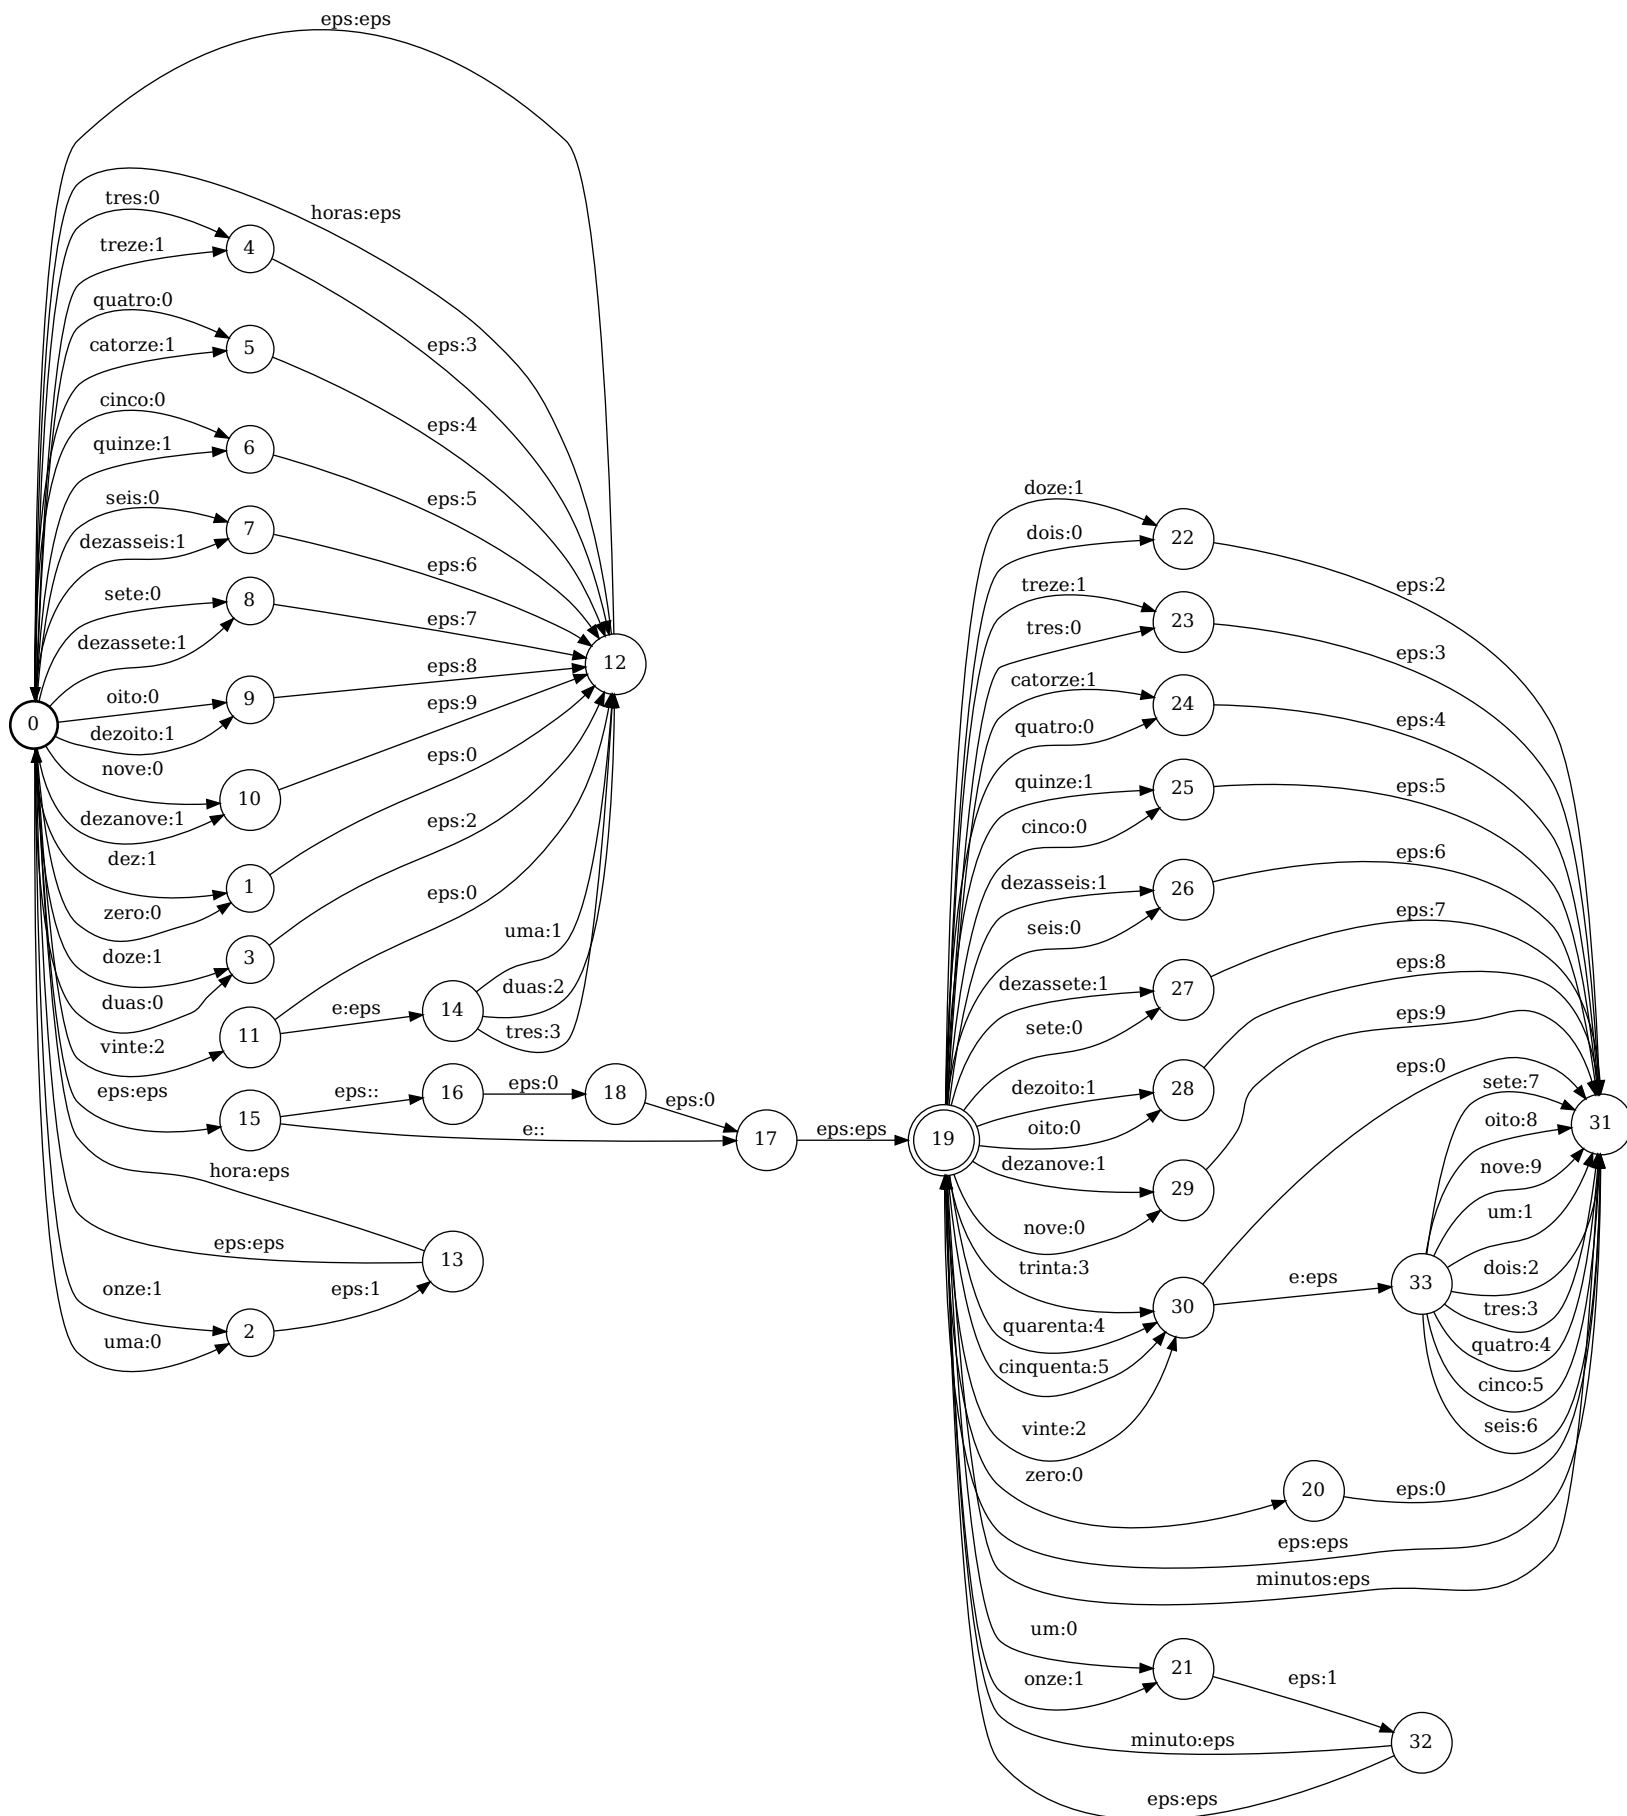 eps:eps
tres:0
horas:eps
treze:1
4
quatro:0
catorze:1
5
eps:3
cinco:0
quinze:1
6
eps:4
seis:0
dezasseis:1
7
eps:5
eps:6
sete:0
8
eps:7
dezassete:1
12
eps:8
oito:0
9
0
dezoito:1
eps:9
nove:0
10
eps:0
dezanove:1
eps:2
dez:1
1
zero:0
eps:0
doze:1
3
uma:1
duas:0
duas:2
vinte:2
11
e:eps
14
tres:3
eps:eps
15
eps::
16
eps:0
18
eps:0
e::
17
eps:eps
19
hora:eps
eps:eps
13
onze:1
eps:1
uma:0
2
doze:1
dois:0
22
eps:2
treze:1
tres:0
23
eps:3
catorze:1
quatro:0
24
eps:4
quinze:1
25
eps:5
cinco:0
eps:6
dezasseis:1
26
seis:0
eps:7
dezassete:1
27
eps:8
sete:0
eps:9
dezoito:1
28
eps:0
oito:0
sete:7
31
oito:8
dezanove:1
29
nove:9
nove:0
um:1
trinta:3
30
e:eps
33
dois:2
quarenta:4
tres:3
cinquenta:5
quatro:4
cinco:5
vinte:2
seis:6
zero:0
20
eps:0
eps:eps
minutos:eps
um:0
21
onze:1
eps:1
minuto:eps
32
eps:eps